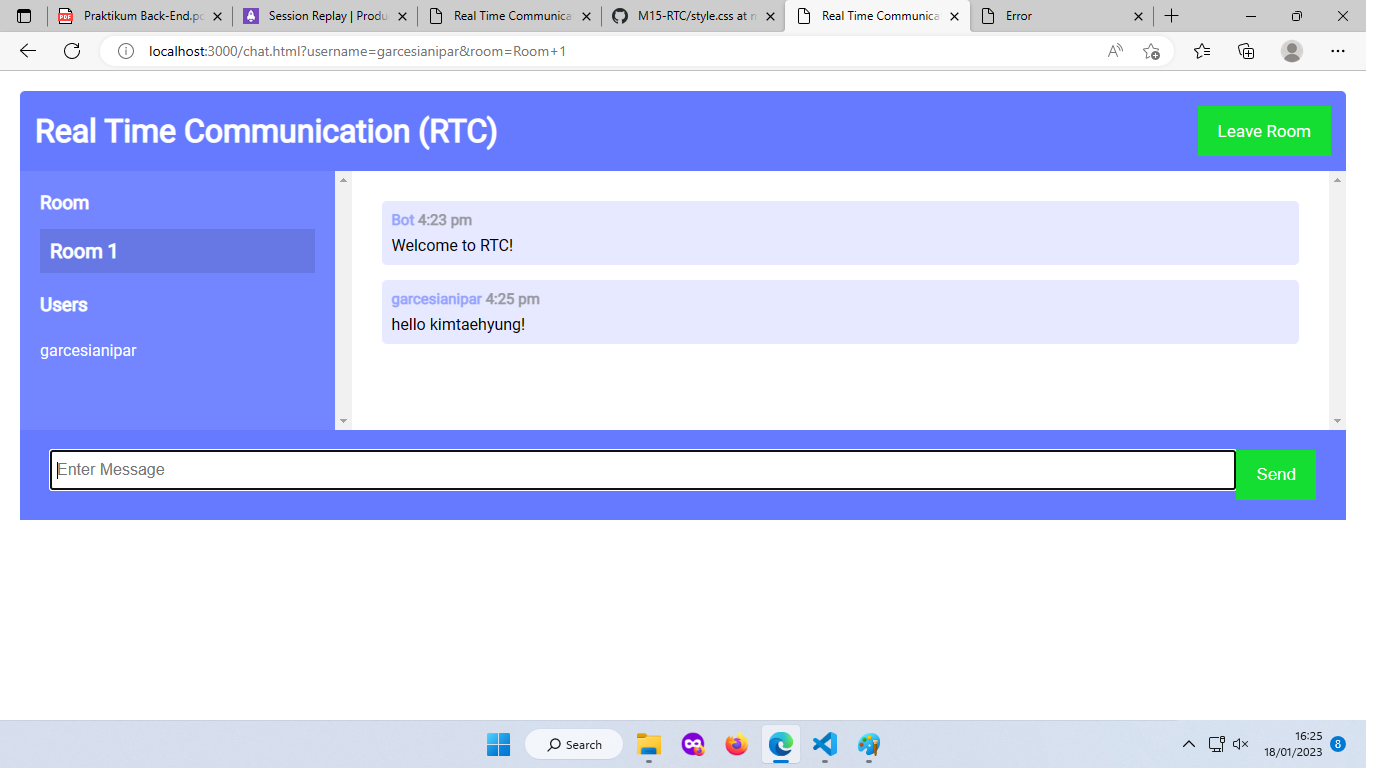 Praktikum Back-End.pd
Session Replay | Produ
Real Time Communica
M15-RTC/style.css at
Real Time Communica
Error
localhost:3000/chat.html?username=garcesianipar&room=Room+1
Real Time Communication (RTC)
Leave Room
Room
Room 1
Users
garcesianipar
Bot 4:23 pm
Welcome to RTC!
garcesianipar 4:25 pm
hello kimtaehyung!
Enter Message
Send
Search
16:25
18/01/2023
8